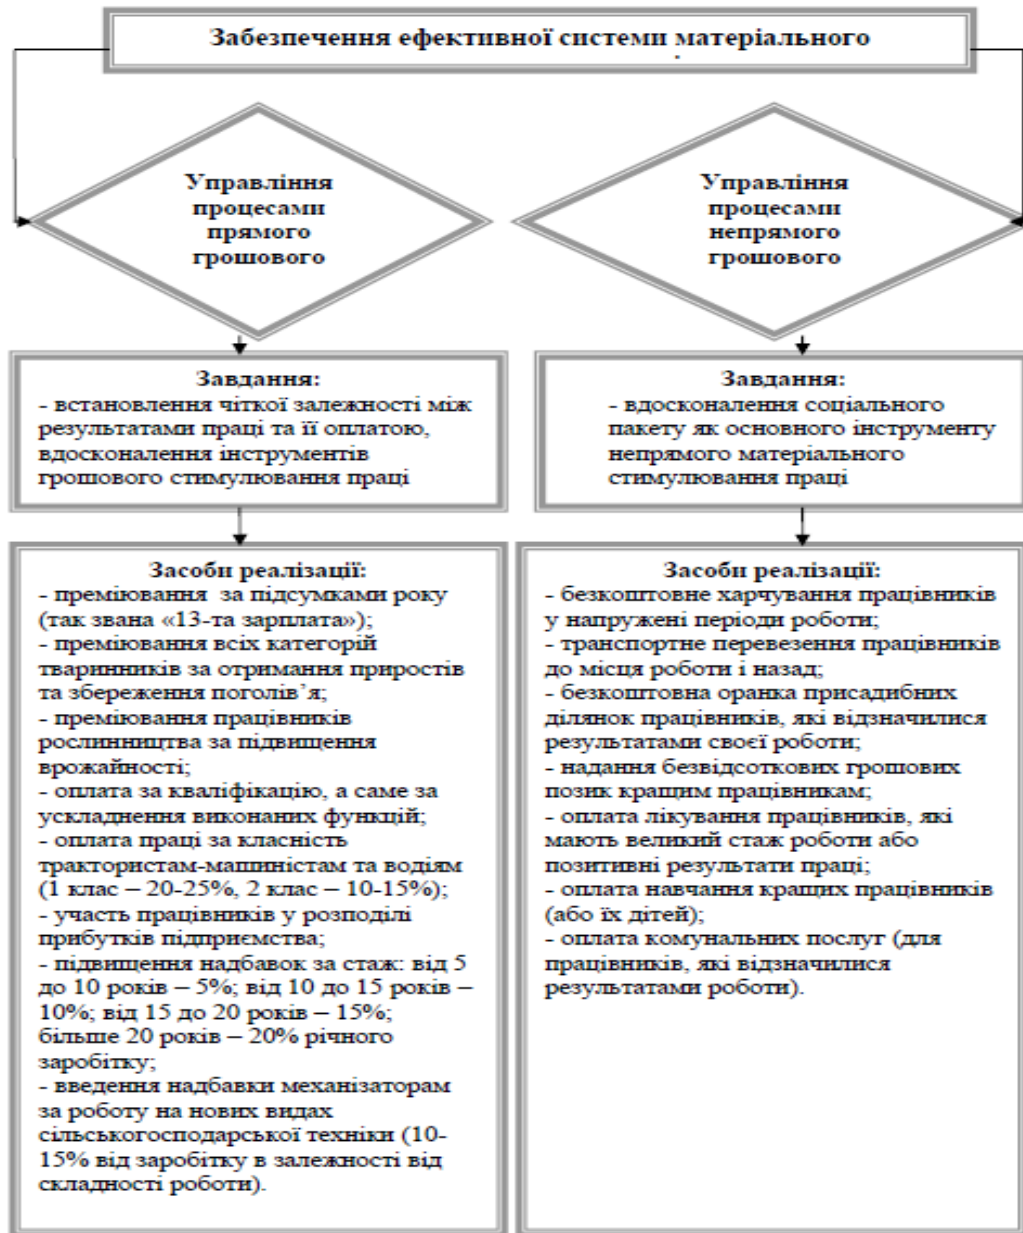 Забезпечення ефективної системи матеріального
Управління
процесами
прямого
грошового
Управління
процесами
непрямого
грошового
Завдання:
- встановлення чіткої залежності між
результатами праці та її оплатою,
вдосконалення інструментів
грошового стимулювання праці
Завдання:
- вдосконалення соціального
пакету як основного інструменту
непрямого матеріального
стимулювання праці
Засоби реалізації:
- преміювання за підсумками року
(так звана «13-та зарплата»);
- преміювання всіх категорій
тваринників за отримання приростів
та збереження поголів’я;
- преміювання працівників
рослинництва за підвищення
врожайності;
- оплата за кваліфікацію, а саме за
ускладнення виконаних функцій;
- оплата праці за класність
трактористам-машиністам та водіям
(1 клас – 20-25%, 2 клас – 10-15%);
- участь працівників у розподілі
прибутків підприємства;
- підвищення надбавок за стаж: від 5
до 10 років – 5%; від 10 до 15 років –
10%; від 15 до 20 років – 15%;
більше 20 років – 20% річного
заробітку;
- введення надбавки механізаторам
за роботу на нових видах
сільськогосподарської техніки (10-
15% від заробітку в залежності від
складності роботи).
Засоби реалізації:
- безкоштовне харчування працівників
у напружені періоди роботи;
- транспортне перевезення працівників
до місця роботи і назад;
- безкоштовна оранка присадибних
ділянок працівників, які відзначилися
результатами своєї роботи;
- надання безвідсоткових грошових
позик кращим працівникам;
- оплата лікування працівників, які
мають великий стаж роботи або
позитивні результати праці;
- оплата навчання кращих працівників
(або їх дітей);
- оплата комунальних послуг (для
працівників, які відзначилися
результатами роботи).